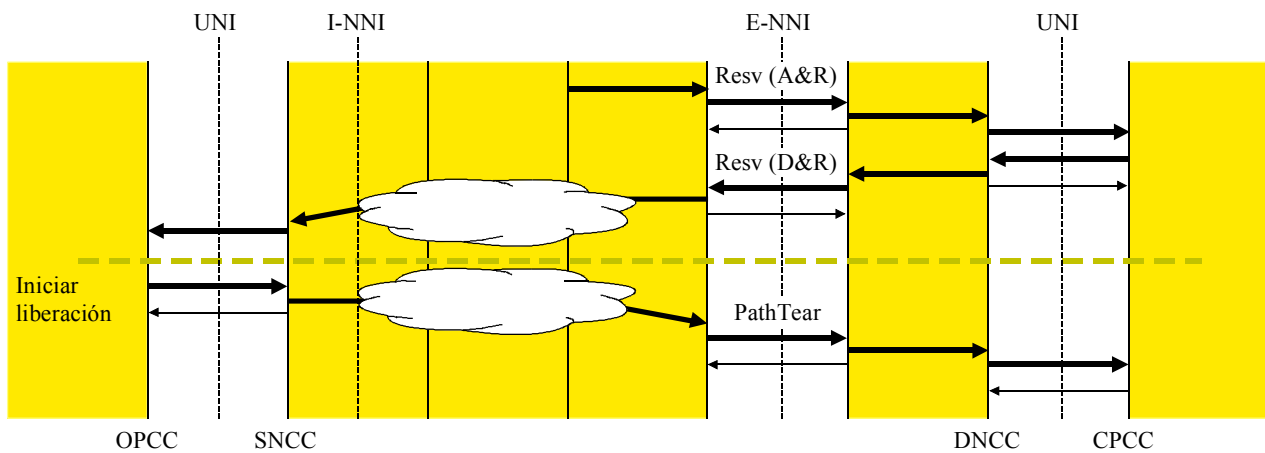 UNI
I-NNI
E-NNI
UNI
Resv (A&R)
Resv (D&R)
Iniciar
liberación
PathTear
OPCC
SNCC
DNCC
CPCC